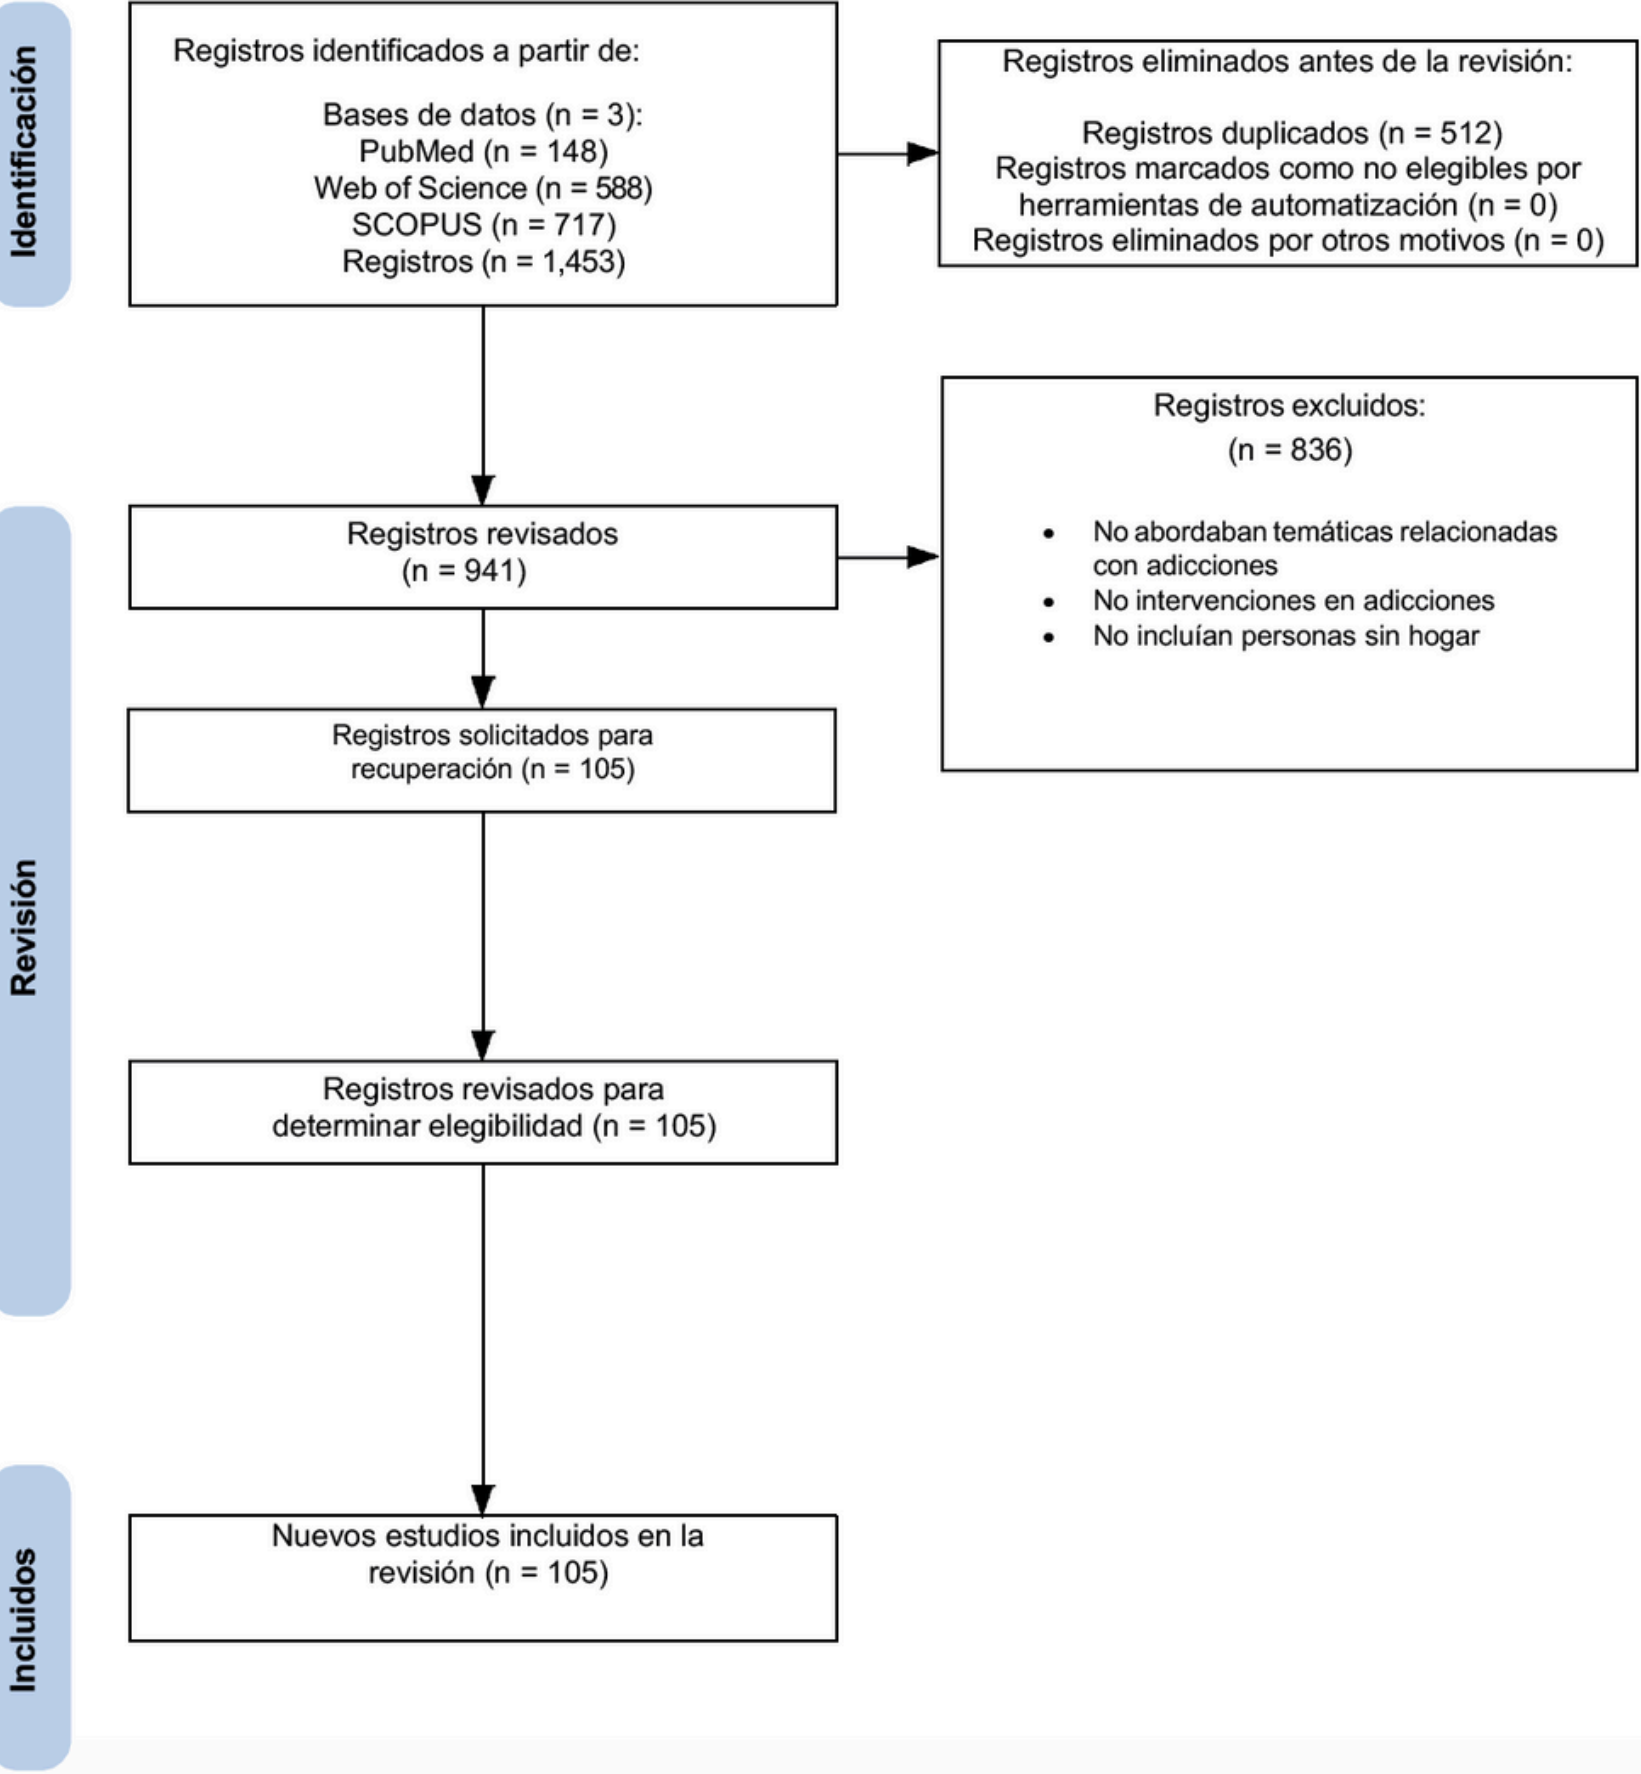 Identificación
Registros identificados a partir de:
Bases de datos (n = 3):
PubMed (n = 148)
Web of Science (n = 588)
SCOPUS (n = 717)
Registros (n = 1,453)
Registros eliminados antes de la revisión:
Registros duplicados (n = 512)
Registros marcados como no elegibles por
herramientas de automatización (n = 0)
Registros eliminados por otros motivos (n = 0)
Revisión
Registros revisados
(n = 941)
Registros excluidos:
(n = 836)
• No abordaban temáticas relacionadas
con adicciones
• No intervenciones en adicciones
• No incluían personas sin hogar
Registros solicitados para
recuperación (n = 105)
Registros revisados para
determinar elegibilidad (n = 105)
Incluidos
Nuevos estudios incluidos en la
revisión (n = 105)